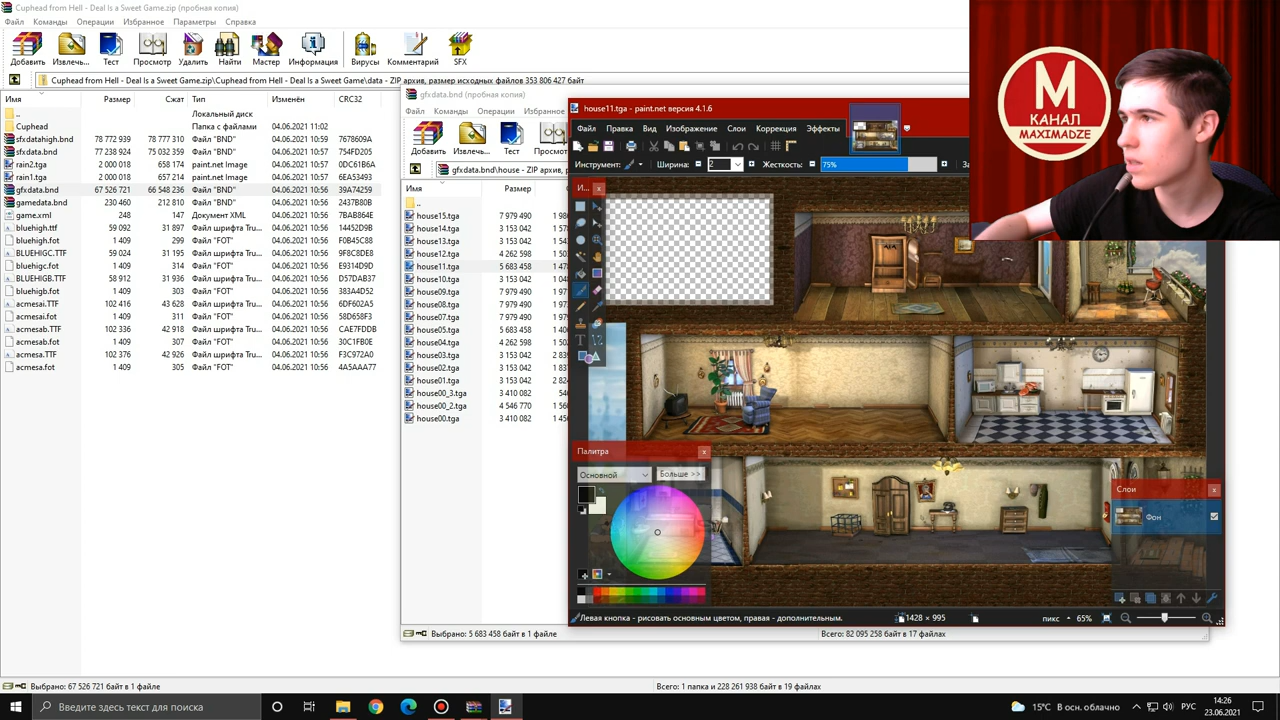 Cuphead from Hell - Deal Is a Sweet Game.zip (пробная копия)
Файл Команды Операции Избранное Параметры Справка
Добавить Извлечь... Тест Просмотр Удалить Найти Мастер Информация Вирусы Комментарий SFX
Cuphead from Hell - Deal Is a Sweet Game.zip\Cuphead from Hell - Deal Is a Sweet Game\data - ZIP архив, размер исходных файлов 353 806 427 байт
Имя Размер Сжат Тип Изменён CRC32
.. Локальный диск
Cuphead Папка с файлами 04.06.2021 11:02
sfxdatahigh.bnd 78 772 939 78 777 310 Файл "BND" 04.06.2021 10:56 7678609A
sfxdata.bnd 77 238 924 75 032 359 Файл "BND" 04.06.2021 10:56 754FD205
rain2.tga 2 000 018 658 174 paint.net Image 04.06.2021 10:56 0DC61B6A
rain1.tga 2 000 018 657 214 paint.net Image 04.06.2021 10:56 6EA53493
gfxdata.bnd 67 526 721 66 548 236 Файл "BND" 04.06.2021 10:56 39A74259
gamedata.bnd 230 460 212 810 Файл "BND" 04.06.2021 10:56 2437B80B
game.xml 248 147 Документ XML 04.06.2021 10:56 7BAB864E
bluehigh.ttf 59 092 31 897 Файл шрифта Tru... 04.06.2021 10:56 14452D9B
bluehigh.fot 1 409 299 Файл "FOT" 04.06.2021 10:56 F0B45C88
BLUEHIGC.TTF 59 024 31 195 Файл шрифта Tru... 04.06.2021 10:56 9F8C8DE8
bluehigc.fot 1 409 314 Файл "FOT" 04.06.2021 10:56 E9314D9D
BLUEHIGB.TTF 58 912 31 936 Файл шрифта Tru... 04.06.2021 10:56 D57DAB37
bluehigb.fot 1 409 303 Файл "FOT" 04.06.2021 10:56 383A4D52
acmesai.TTF 102 416 43 628 Файл шрифта Tru... 04.06.2021 10:56 6DF602A5
acmesai.fot 1 409 311 Файл "FOT" 04.06.2021 10:56 58D658F3
acmesab.TTF 102 336 42 918 Файл шрифта Tru... 04.06.2021 10:56 CAE7FDDB
acmesab.fot 1 409 311 Файл "FOT" 04.06.2021 10:56 30C1FB0E
acmesa.TTF 102 376 42 926 Файл шрифта Tru... 04.06.2021 10:56 F3C972A0
acmesa.fot 1 409 305 Файл "FOT" 04.06.2021 10:56 4A5AAA77
gfxdata.bnd (пробная копия)
Файл Команды Операции Избранное
Добавить Извлечь... Тест Просмот
gfxdata.bnd\house - ZIP архив, р
Имя Размер
..
house15.tga 7 979 490
house14.tga 3 153 042
house13.tga 3 153 042
house12.tga 4 262 598
house11.tga 5 683 458
house10.tga 3 153 042
house09.tga 7 979 490
house08.tga 7 979 490
house07.tga 7 979 490
house05.tga 5 683 458
house04.tga 4 262 598
house03.tga 3 153 042
house02.tga 3 153 042
house01.tga 3 153 042
house00_3.tga 3 410 082
house00_2.tga 4 546 770
house00.tga 3 410 082
Выбрано: 5 683 458 байт в 1 файле Всего: 82 095 258 байт в 17 файлах
house11.tga - paint.net версия 4.1.6
Файл Правка Вид Изображение Слои Коррекция Эффекты
Инструмент: Ширина: 2 Жесткость: 75%
И...
Палитра
Основной Больше >>
Слои
Фон
Левая кнопка - рисовать основным цветом, правая - дополнительным. 1428 × 995 пикс 65%
М
КАНАЛ
MAXIMADZE
Выбрано: 67 526 721 байт в 1 файле Всего: 1 папка и 228 261 938 байт в 19 файлах
Введите здесь текст для поиска
15°C В осн. облачно РУС
14:26
23.06.2021